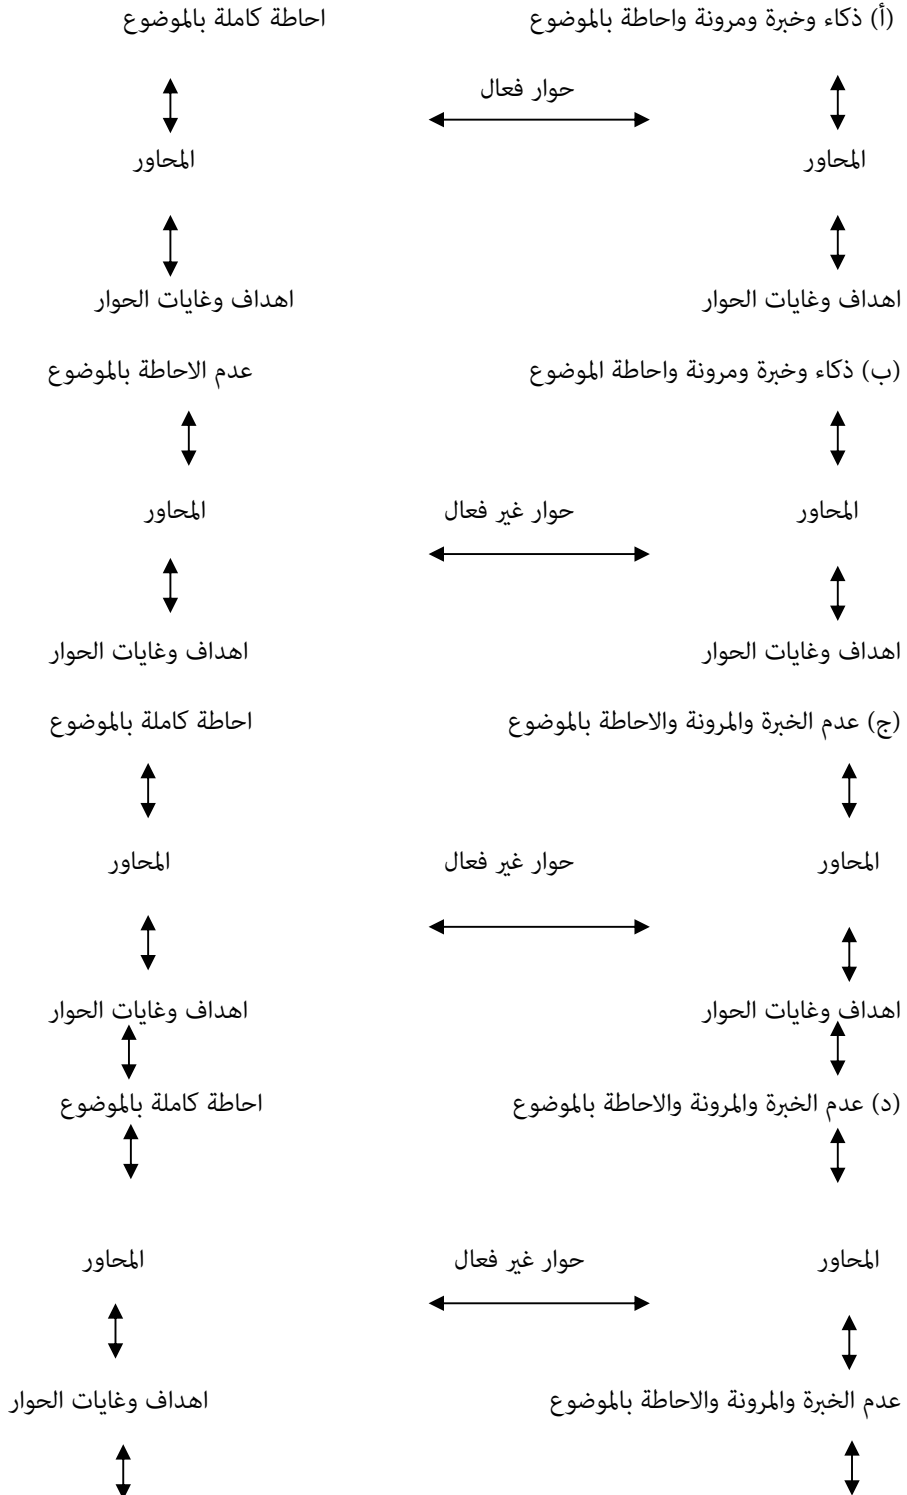 (أ) ذكاء وخبرة ومرونة واحاطة بالموضوع احاطة كاملة بالموضوع
حوار فعال
المحاور المحاور
اهداف وغايات الحوار اهداف وغايات الحوار
(ب) ذكاء وخبرة ومرونة واحاطة الموضوع عدم الاحاطة بالموضوع
المحاور حوار غير فعال المحاور
اهداف وغايات الحوار اهداف وغايات الحوار
(ج) عدم الخبرة والمرونة والاحاطة بالموضوع احاطة كاملة بالموضوع
المحاور حوار غير فعال المحاور
اهداف وغايات الحوار اهداف وغايات الحوار
(د) عدم الخبرة والمرونة والاحاطة بالموضوع احاطة كاملة بالموضوع
المحاور حوار غير فعال المحاور
عدم الخبرة والمرونة والاحاطة بالموضوع اهداف وغايات الحوار